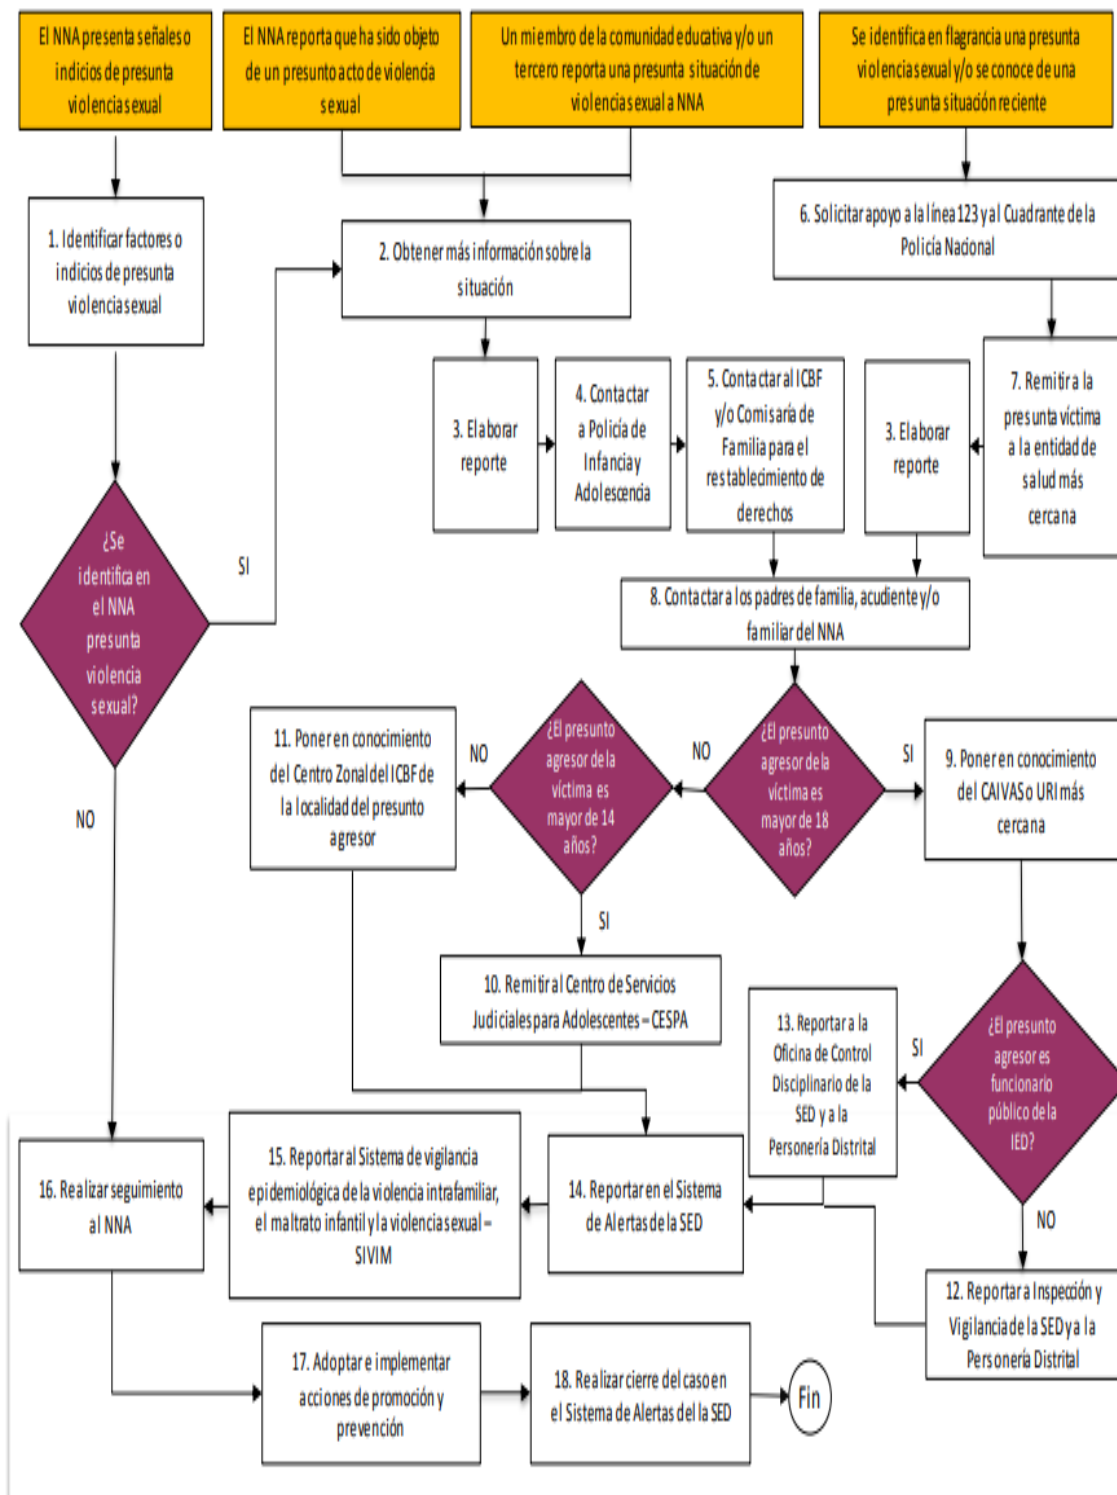 El NNA presenta señales o
indicios de presunta
violencia sexual
El NNA reporta que ha sido objeto
de un presunto acto de violencia
sexual
Un miembro de la comunidad educativa y/o un
tercero reporta una presunta situación de
violencia sexual a NNA
Se identifica en flagrancia una presunta
violencia sexual y/o se conoce de una
presunta situación reciente
1. Identificar factores o
indicios de presunta
violencia sexual
2. Obtener más información sobre la
situación
6. Solicitar apoyo a la línea 123 y al Cuadrante de la
Policía Nacional
3. Elaborar
reporte
4. Contactar
a Policía de
Infancia y
Adolescencia
5. Contactar al ICBF
y/o Comisaría de
Familia para el
restablecimiento de
derechos
3. Elaborar
reporte
7. Remitir a la
presunta víctima
a la entidad de
salud más
cercana
¿Se
identifica en
el NNA
presunta
violencia
sexual?
SI
NO
8. Contactar a los padres de familia, acudiente y/o
familiar del NNA
11. Poner en conocimiento
del Centro Zonal del ICBF de
la localidad del presunto
agresor
NO
¿El presunto
agresor de la
víctima es
mayor de 14
años?
NO
¿El presunto
agresor de la
víctima es
mayor de 18
años?
SI
9. Poner en conocimiento
del CAIVAS o URI más
cercana
SI
10. Remitir al Centro de Servicios
Judiciales para Adolescentes – CESPA
13. Reportar a la
Oficina de Control
Disciplinario de la
SED y a la
Personería Distrital
SI
¿El presunto
agresor es
funcionario
público de la
IED?
NO
16. Realizar seguimiento
al NNA
15. Reportar al Sistema de vigilancia
epidemiológica de la violencia intrafamiliar,
el maltrato infantil y la violencia sexual –
SIVIM
14. Reportar en el Sistema
de Alertas de la SED
12. Reportar a Inspección y
Vigilancia de la SED y a la
Personería Distrital
17. Adoptar e implementar
acciones de promoción y
prevención
18. Realizar cierre del caso en
el Sistema de Alertas del la SED
Fin